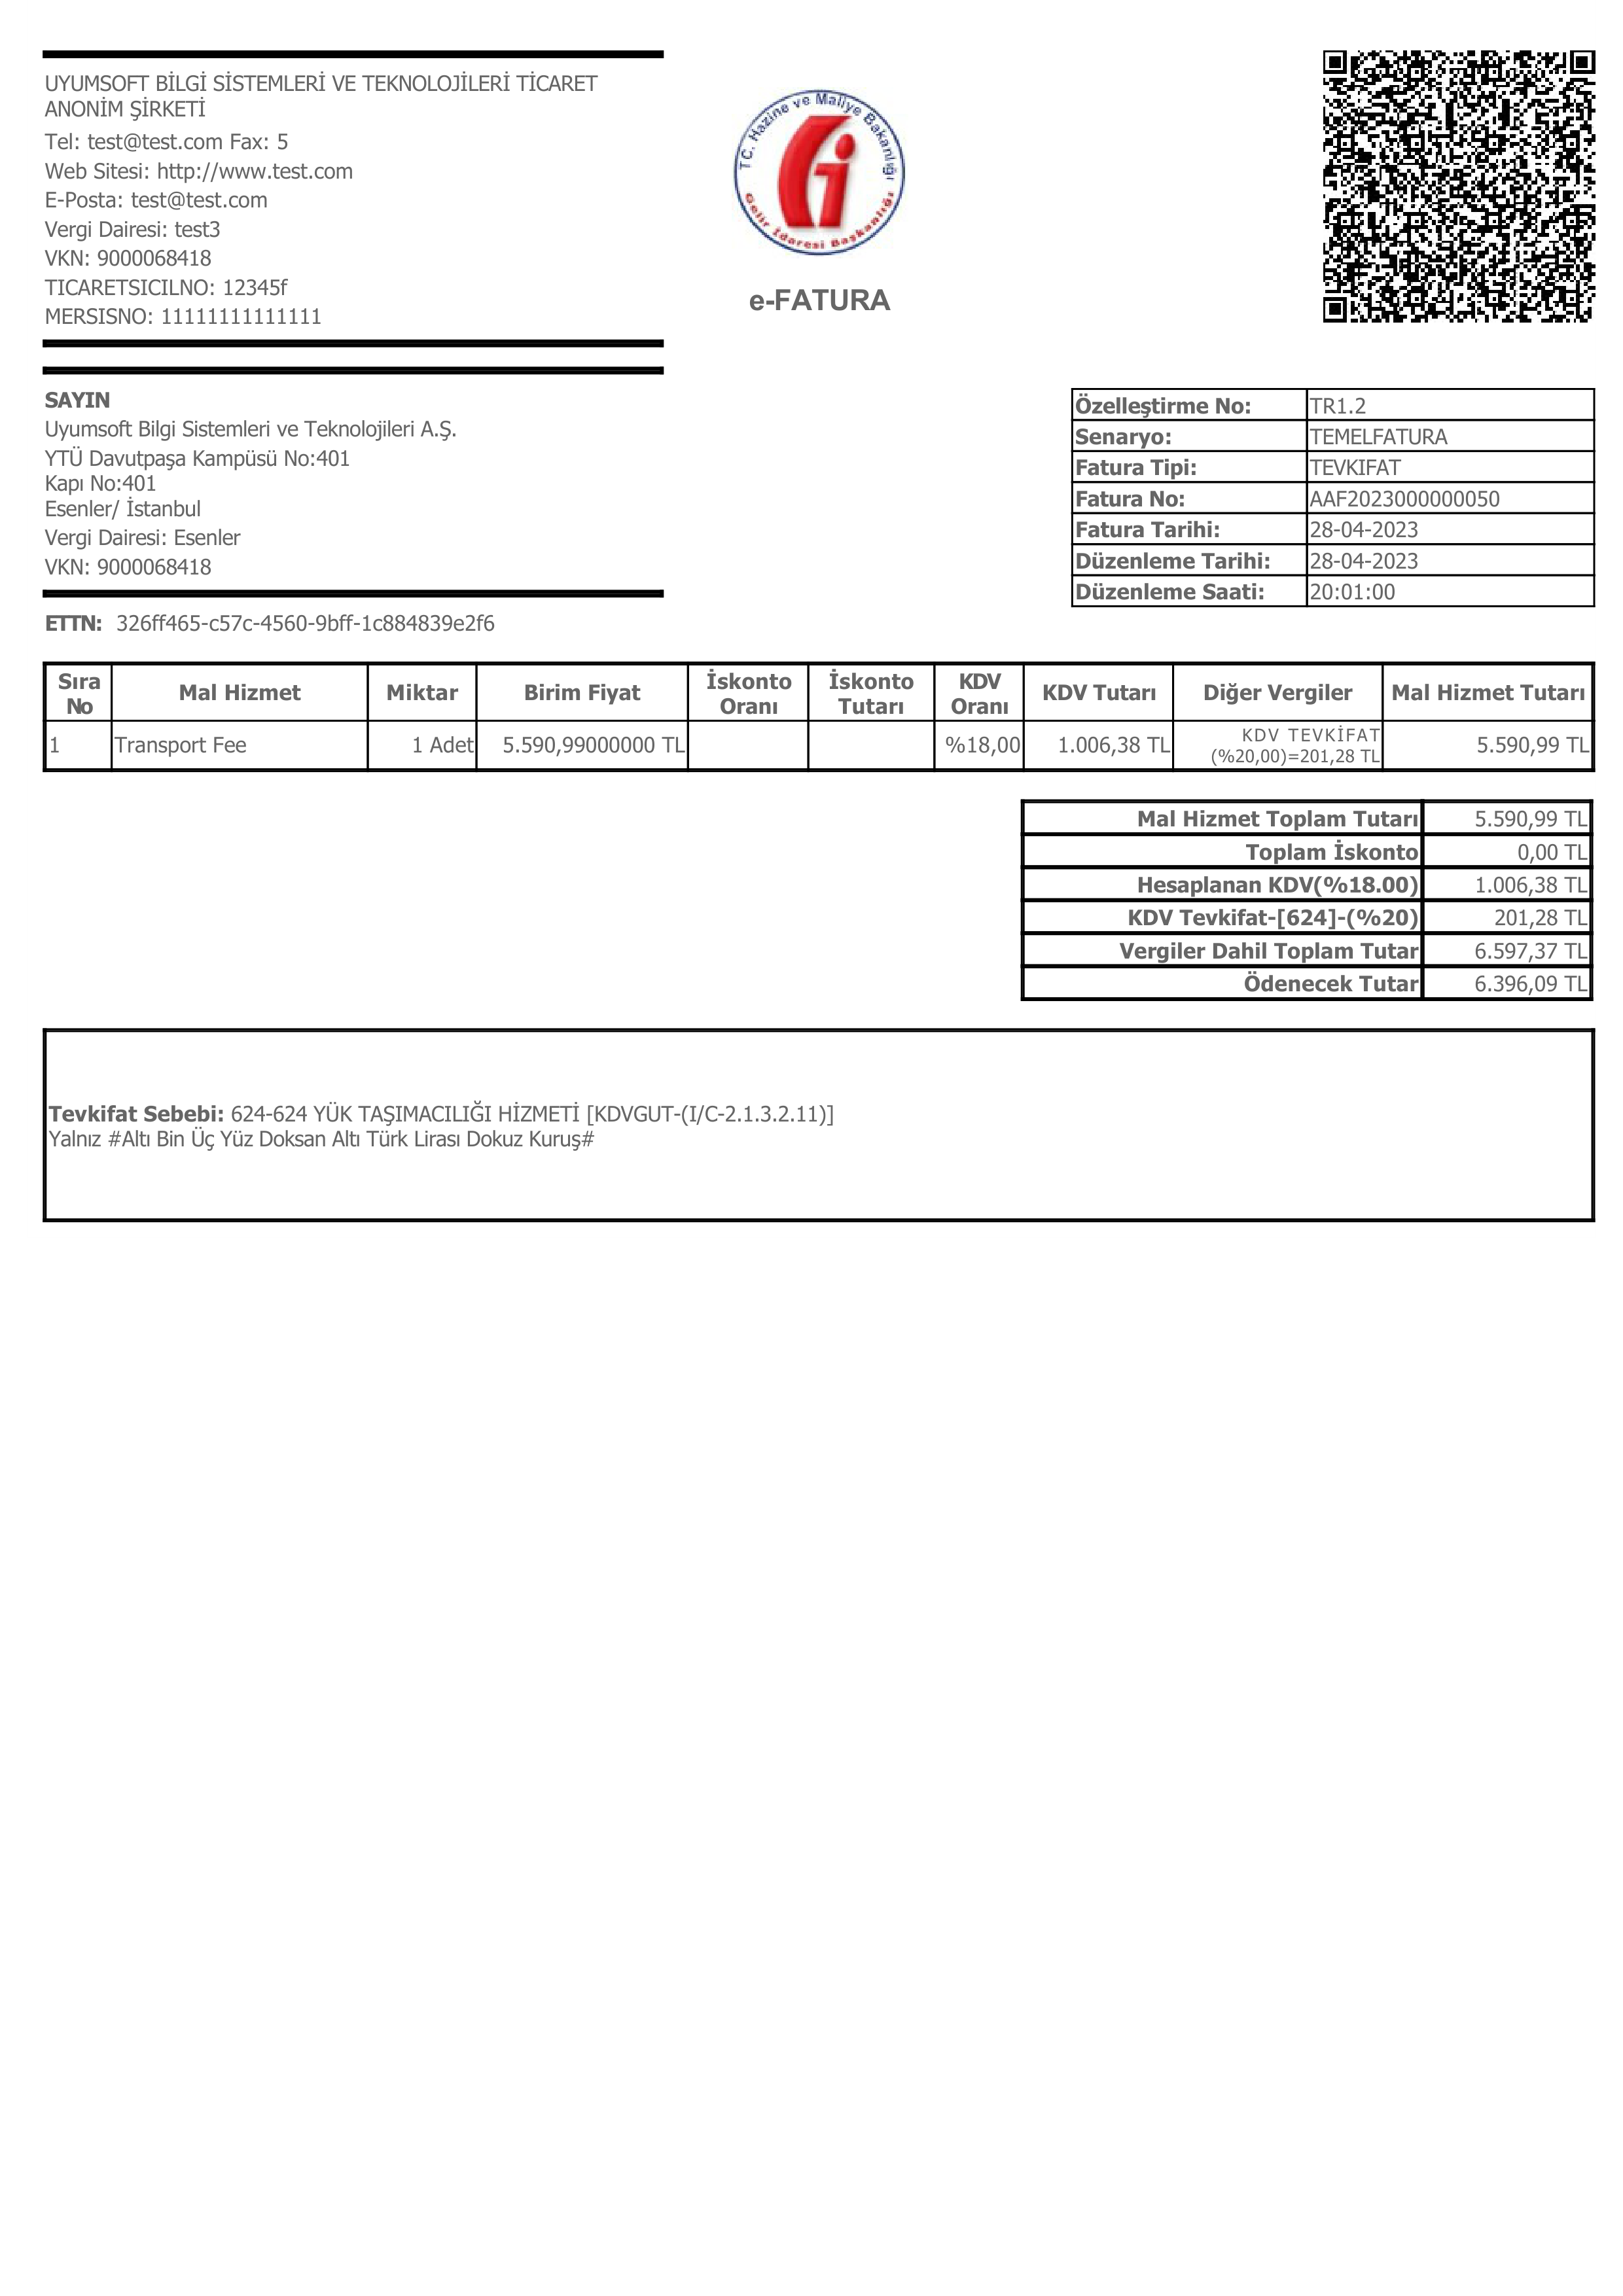 UYUMSOFT BİLGİ SİSTEMLERİ VE TEKNOLOJİLERİ TİCARET
ANONİM ŞİRKETİ
Tel: test@test.com Fax: 5
Web Sitesi: http://www.test.com
E-Posta: test@test.com
Vergi Dairesi: test3
VKN: 9000068418
TICARETSICILNO: 12345f
MERSISNO: 11111111111111
T.C. Hazine ve Maliye Bakanlığı
Gelir İdaresi Başkanlığı
e-FATURA
SAYIN
Uyumsoft Bilgi Sistemleri ve Teknolojileri A.Ş.
YTÜ Davutpaşa Kampüsü No:401
Kapı No:401
Esenler/ İstanbul
Vergi Dairesi: Esenler
VKN: 9000068418
Özelleştirme No: TR1.2
Senaryo: TEMELFATURA
Fatura Tipi: TEVKIFAT
Fatura No: AAF2023000000050
Fatura Tarihi: 28-04-2023
Düzenleme Tarihi: 28-04-2023
Düzenleme Saati: 20:01:00
ETTN: 326ff465-c57c-4560-9bff-1c884839e2f6
Sıra No Mal Hizmet Miktar Birim Fiyat İskonto Oranı İskonto Tutarı KDV Oranı KDV Tutarı Diğer Vergiler Mal Hizmet Tutarı
1 Transport Fee 1 Adet 5.590,99000000 TL %18,00 1.006,38 TL KDV TEVKİFAT (%20,00)=201,28 TL 5.590,99 TL
Mal Hizmet Toplam Tutarı 5.590,99 TL
Toplam İskonto 0,00 TL
Hesaplanan KDV(%18.00) 1.006,38 TL
KDV Tevkifat-[624]-(%20) 201,28 TL
Vergiler Dahil Toplam Tutar 6.597,37 TL
Ödenecek Tutar 6.396,09 TL
Tevkifat Sebebi: 624-624 YÜK TAŞIMACILIĞI HİZMETİ [KDVGUT-(I/C-2.1.3.2.11)]
Yalnız #Altı Bin Üç Yüz Doksan Altı Türk Lirası Dokuz Kuruş#